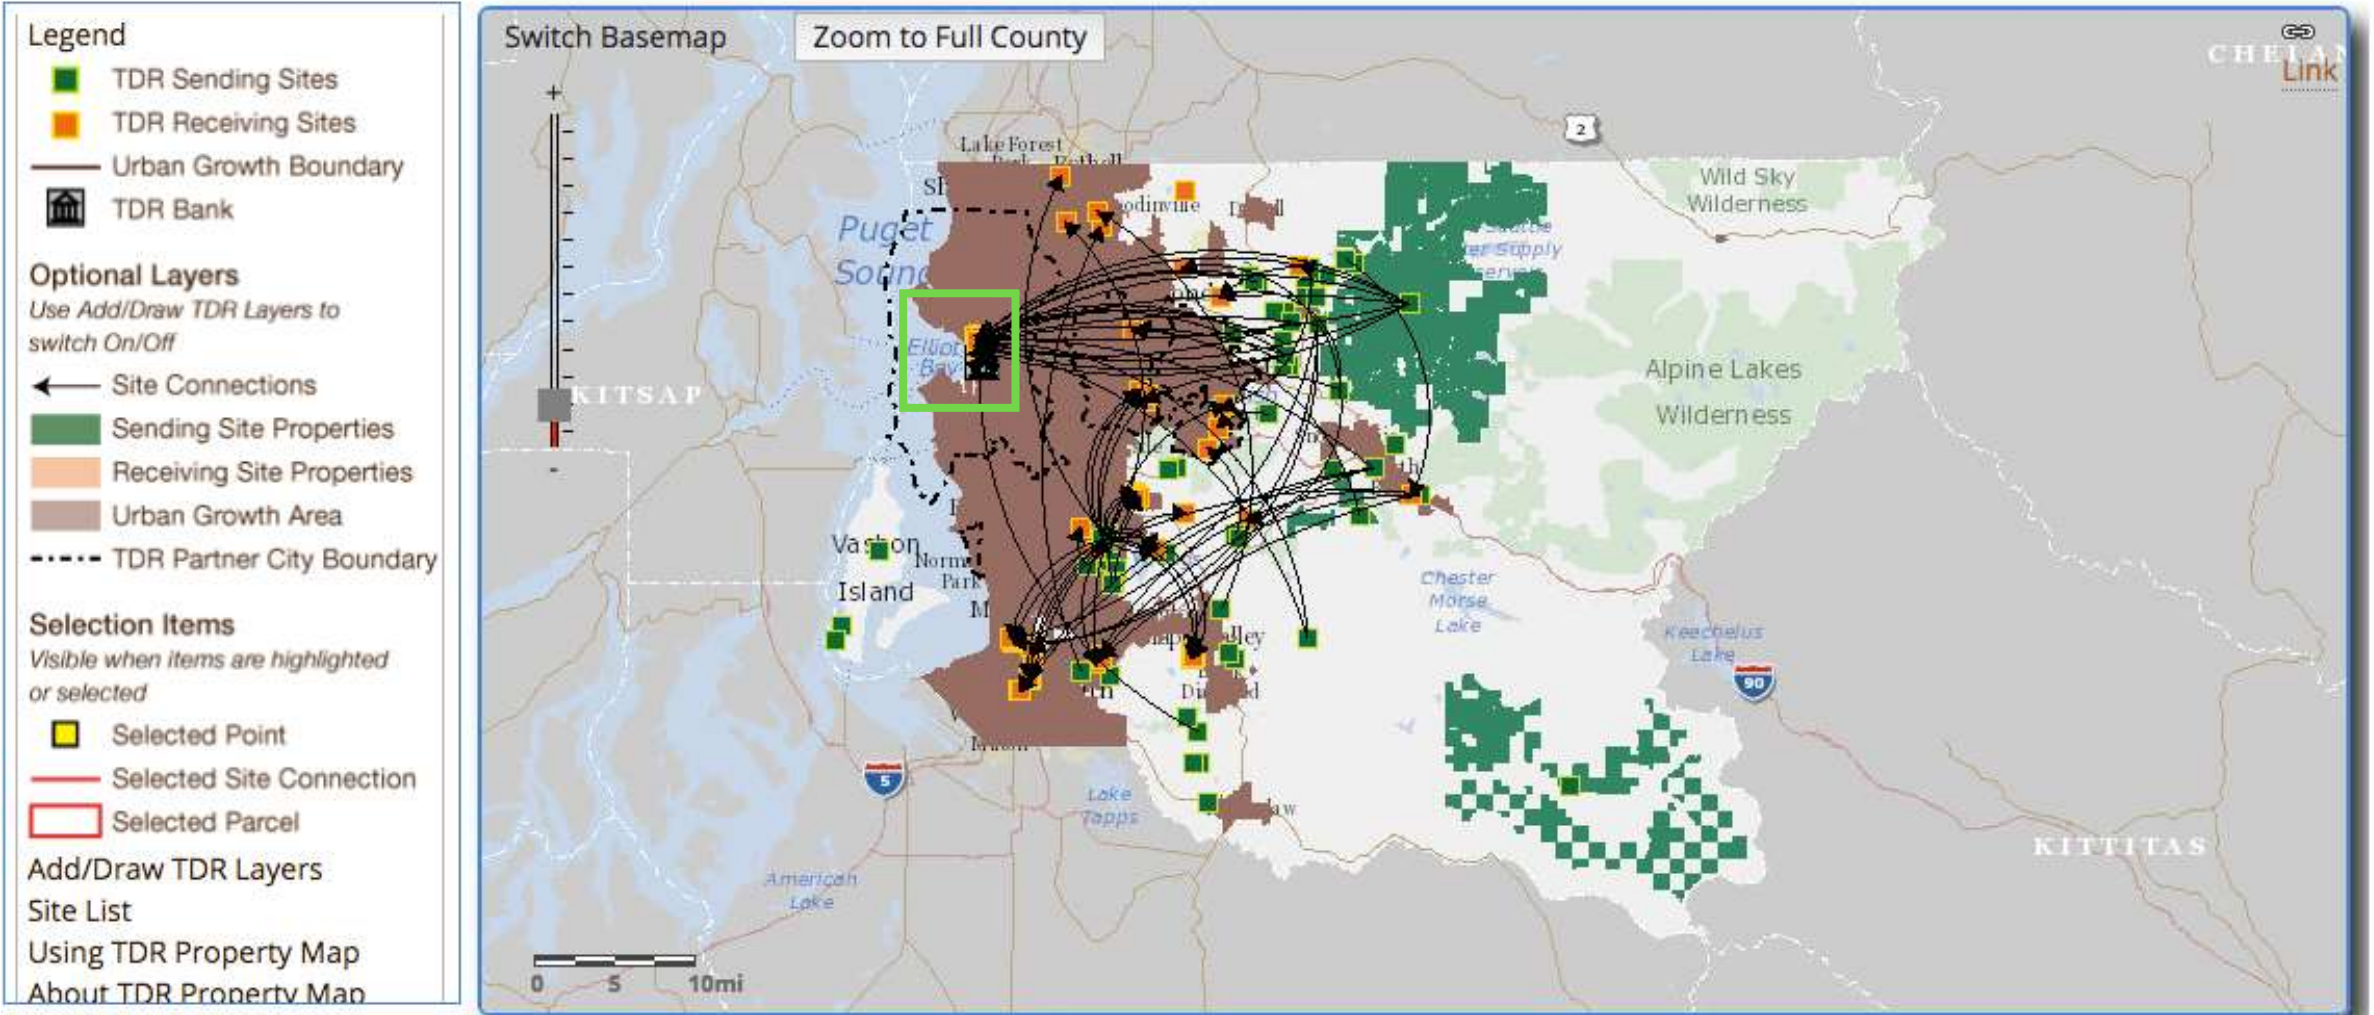 Legend
TDR Sending Sites
TDR Receiving Sites
Urban Growth Boundary
TDR Bank
Optional Layers
Use Add/Draw TDR Layers to
switch On/Off
Site Connections
Sending Site Properties
Receiving Site Properties
Urban Growth Area
TDR Partner City Boundary
Selection Items
Visible when items are highlighted
or selected
Selected Point
Selected Site Connection
Selected Parcel
Add/Draw TDR Layers
Site List
Using TDR Property Map
About TDR Property Map
Switch Basemap
Zoom to Full County
Link
+
-
2
Lake Forest
Wild Sky
Wilderness
Puget
Sound
KITSAP
Alpine Lakes
Wilderness
Island
Park
Chester
Morse
Lake
Keechelus
Lake
90
5
Lake
Tapps
American
Lake
KITTITAS
0 5 10mi